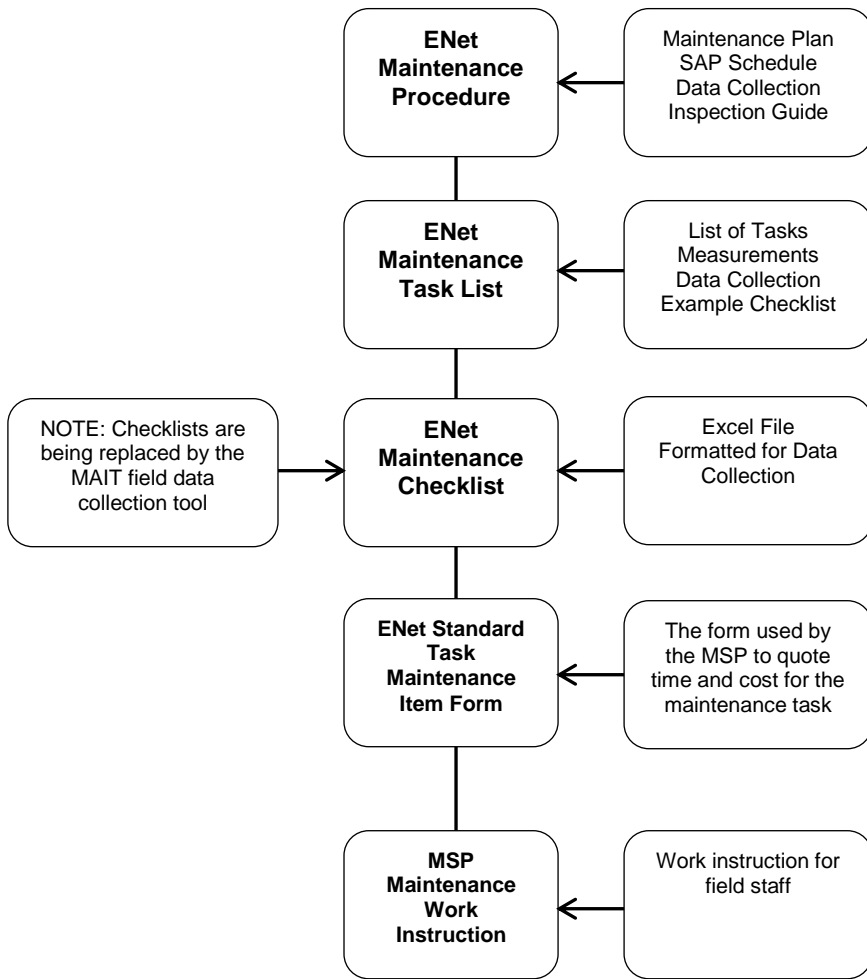 ENet
Maintenance
Procedure
Maintenance Plan
SAP Schedule
Data Collection
Inspection Guide
ENet
Maintenance
Task List
List of Tasks
Measurements
Data Collection
Example Checklist
NOTE: Checklists are
being replaced by the
MAIT field data
collection tool
ENet
Maintenance
Checklist
Excel File
Formatted for Data
Collection
ENet Standard
Task
Maintenance
Item Form
The form used by
the MSP to quote
time and cost for the
maintenance task
MSP
Maintenance
Work
Instruction
Work instruction for
field staff